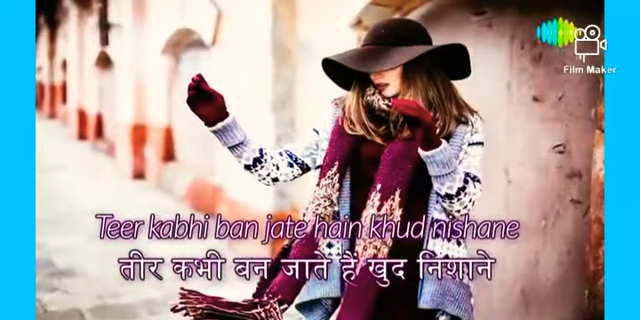 Film Maker
Teer kabhi ban jate hain khud nishane
तीर कभी बन जाते हैं खुद निशाने